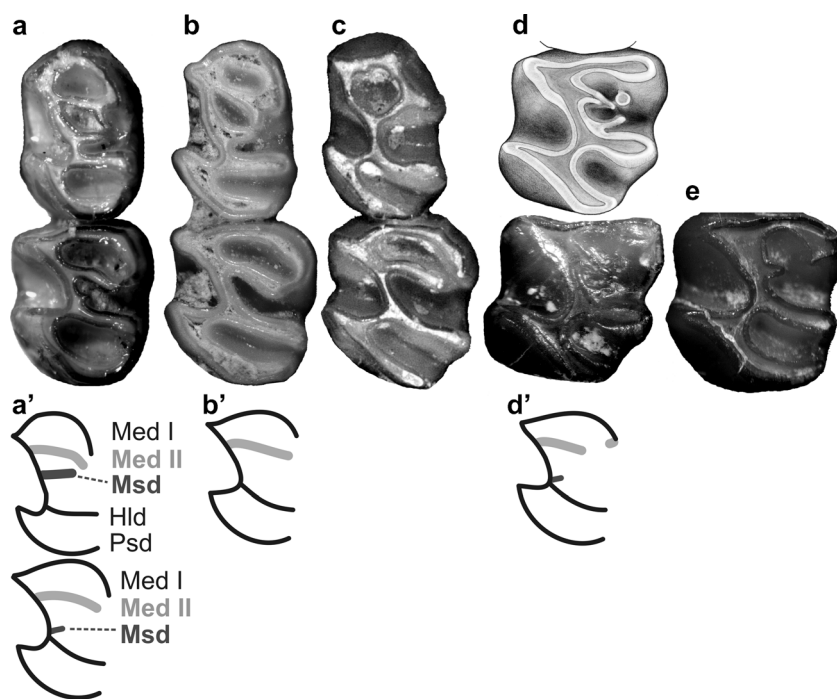 a b c d
e
a' b' d'
Med I
Med II
Msd
Hld
Psd
Med I
Med II
Msd